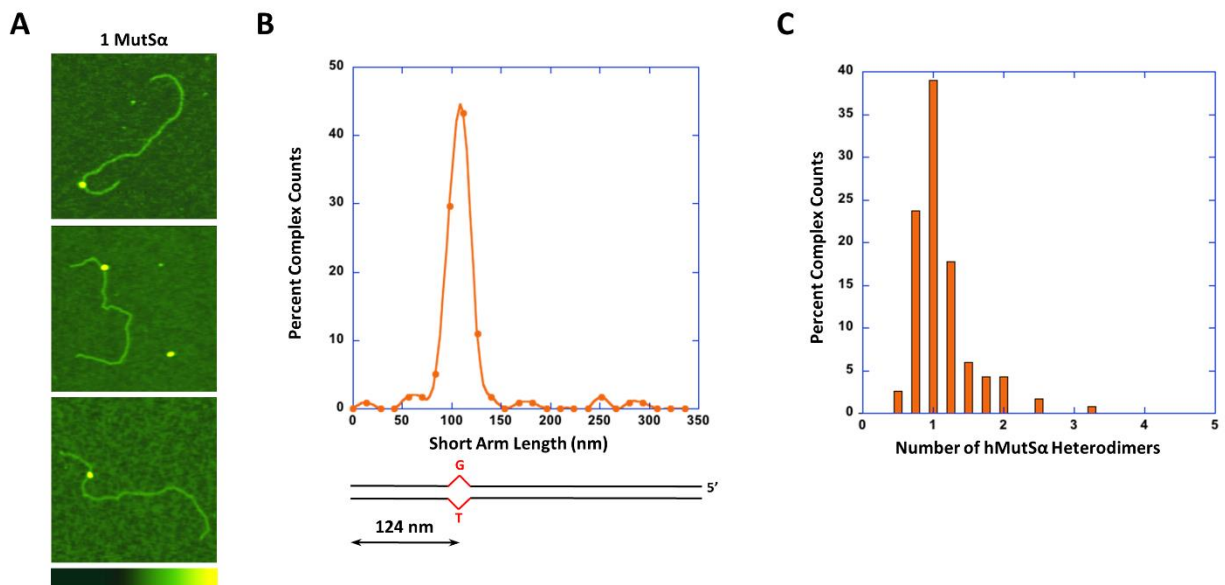 A
1 MutSα
B
50
40
30
20
10
0
Percent Complex Counts
0 50 100 150 200 250 300 350
Short Arm Length (nm)
G
5’
T
124 nm
C
40
35
30
25
20
15
10
5
0
Percent Complex Counts
0 1 2 3 4 5
Number of hMutSα Heterodimers